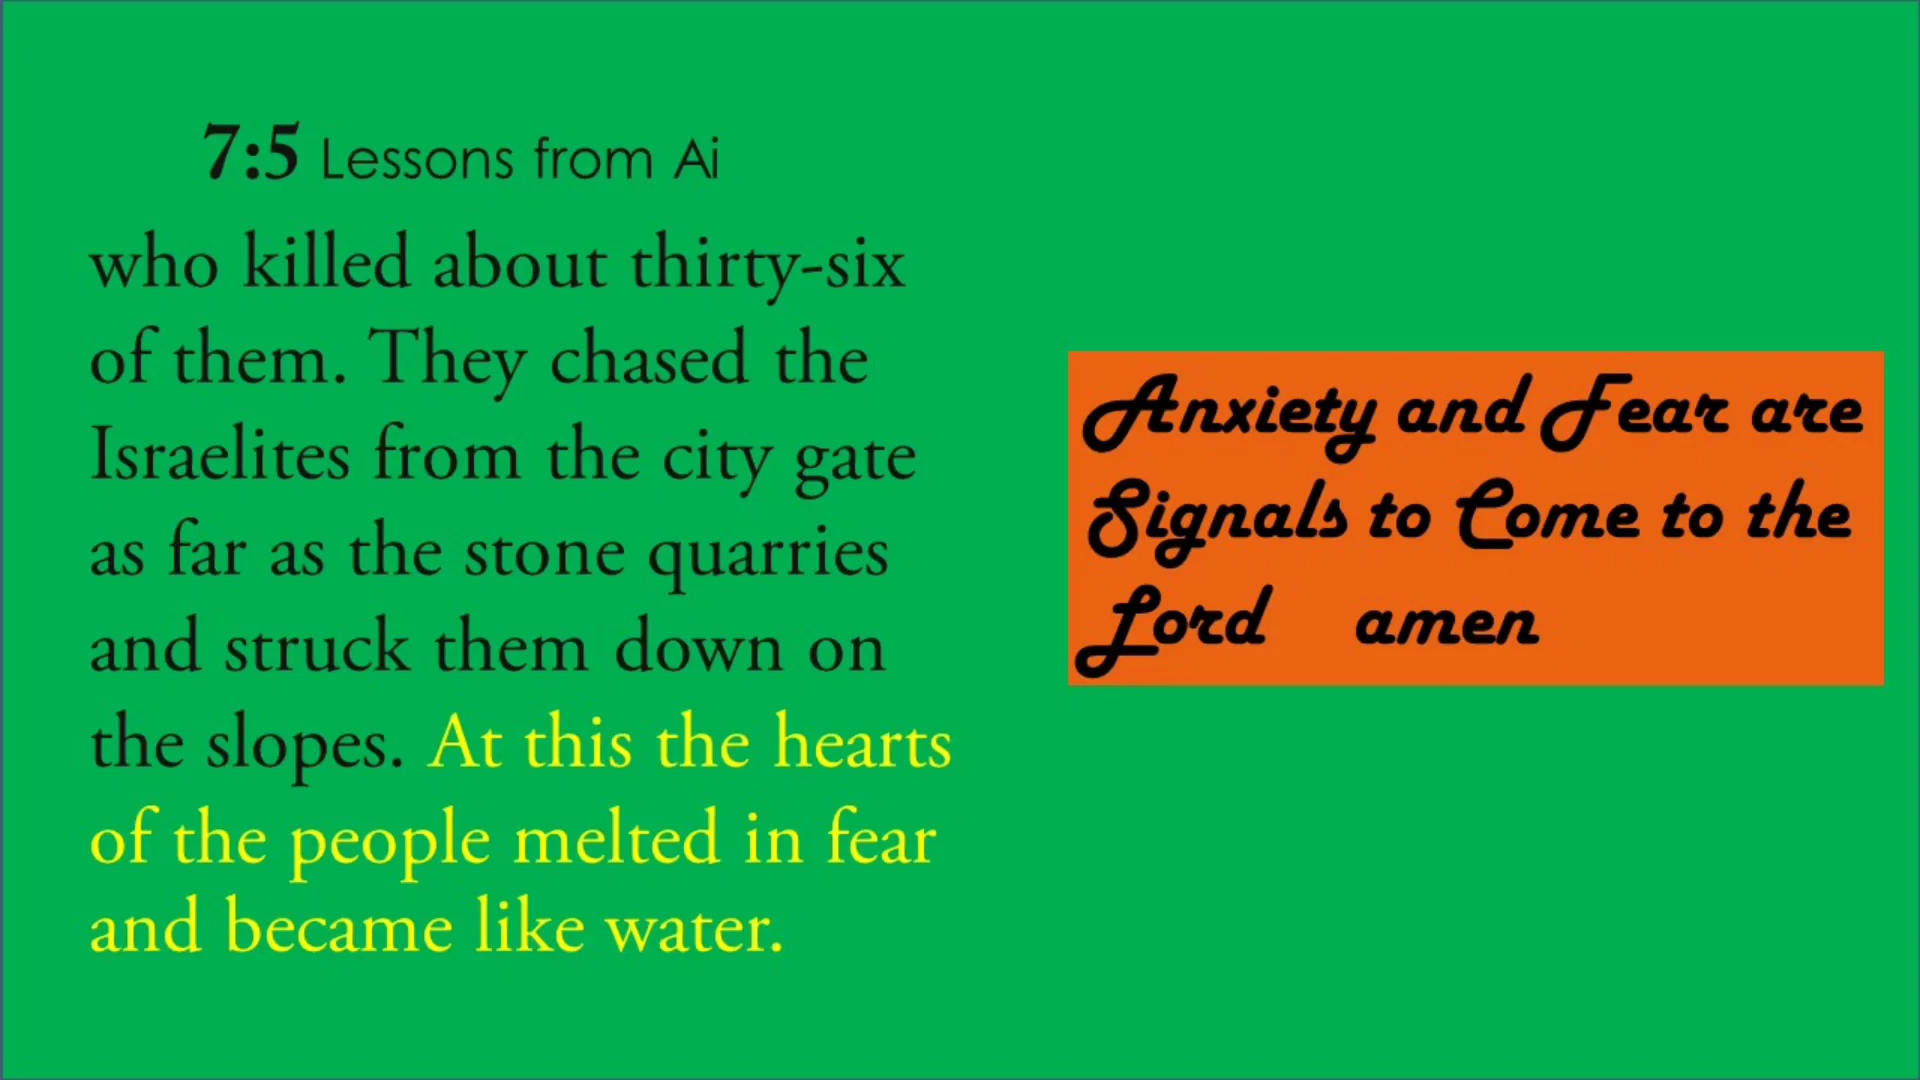 7:5 Lessons from Ai
who killed about thirty-six
of them. They chased the
Israelites from the city gate
as far as the stone quarries
and struck them down on
the slopes. At this the hearts
of the people melted in fear
and became like water.
Anxiety and Fear are
Signals to Come to the
Lord amen